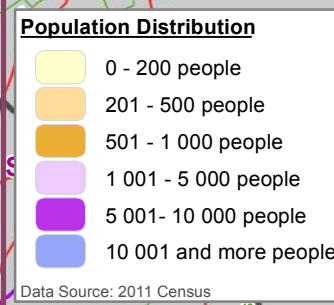 Population Distribution
0 - 200 people
201 - 500 people
501 - 1 000 people
1 001 - 5 000 people
5 001- 10 000 people
10 001 and more people
Data Source: 2011 Census